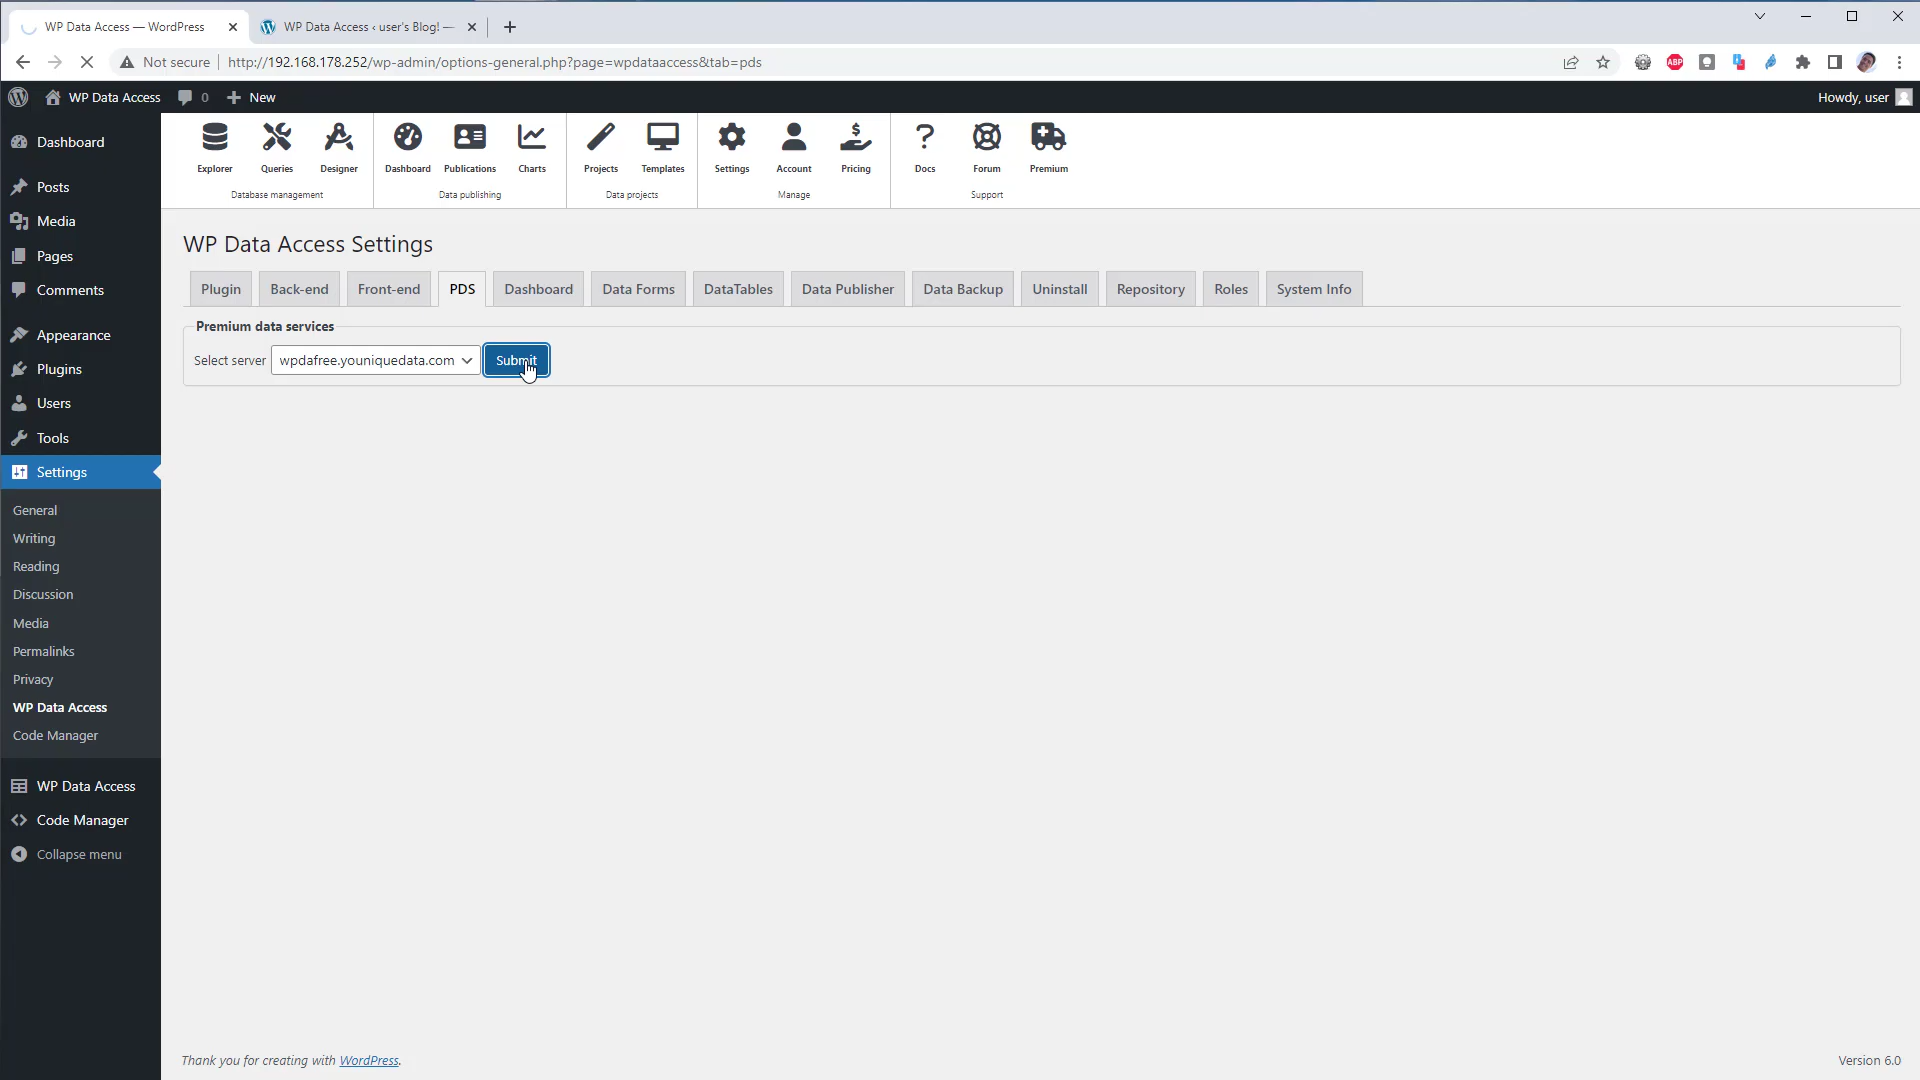 WP Data Access — WordPress
WP Data Access ‹ user's Blog! —
Not secure
http://192.168.178.252/wp-admin/options-general.php?page=wpdataaccess&tab=pds
ABP
WP Data Access
0
New
Howdy, user
Dashboard
Posts
Media
Pages
Comments
Appearance
Plugins
Users
Tools
Settings
General
Writing
Reading
Discussion
Media
Permalinks
Privacy
WP Data Access
Code Manager
WP Data Access
Code Manager
Collapse menu
Explorer Queries Designer Dashboard Publications Charts Projects Templates Settings Account Pricing Docs Forum Premium
Database management Data publishing Data projects Manage Support
WP Data Access Settings
Plugin Back-end Front-end PDS Dashboard Data Forms DataTables Data Publisher Data Backup Uninstall Repository Roles System Info
Premium data services
Select server wpdafree.youniquedata.com Submit
Thank you for creating with WordPress.
Version 6.0